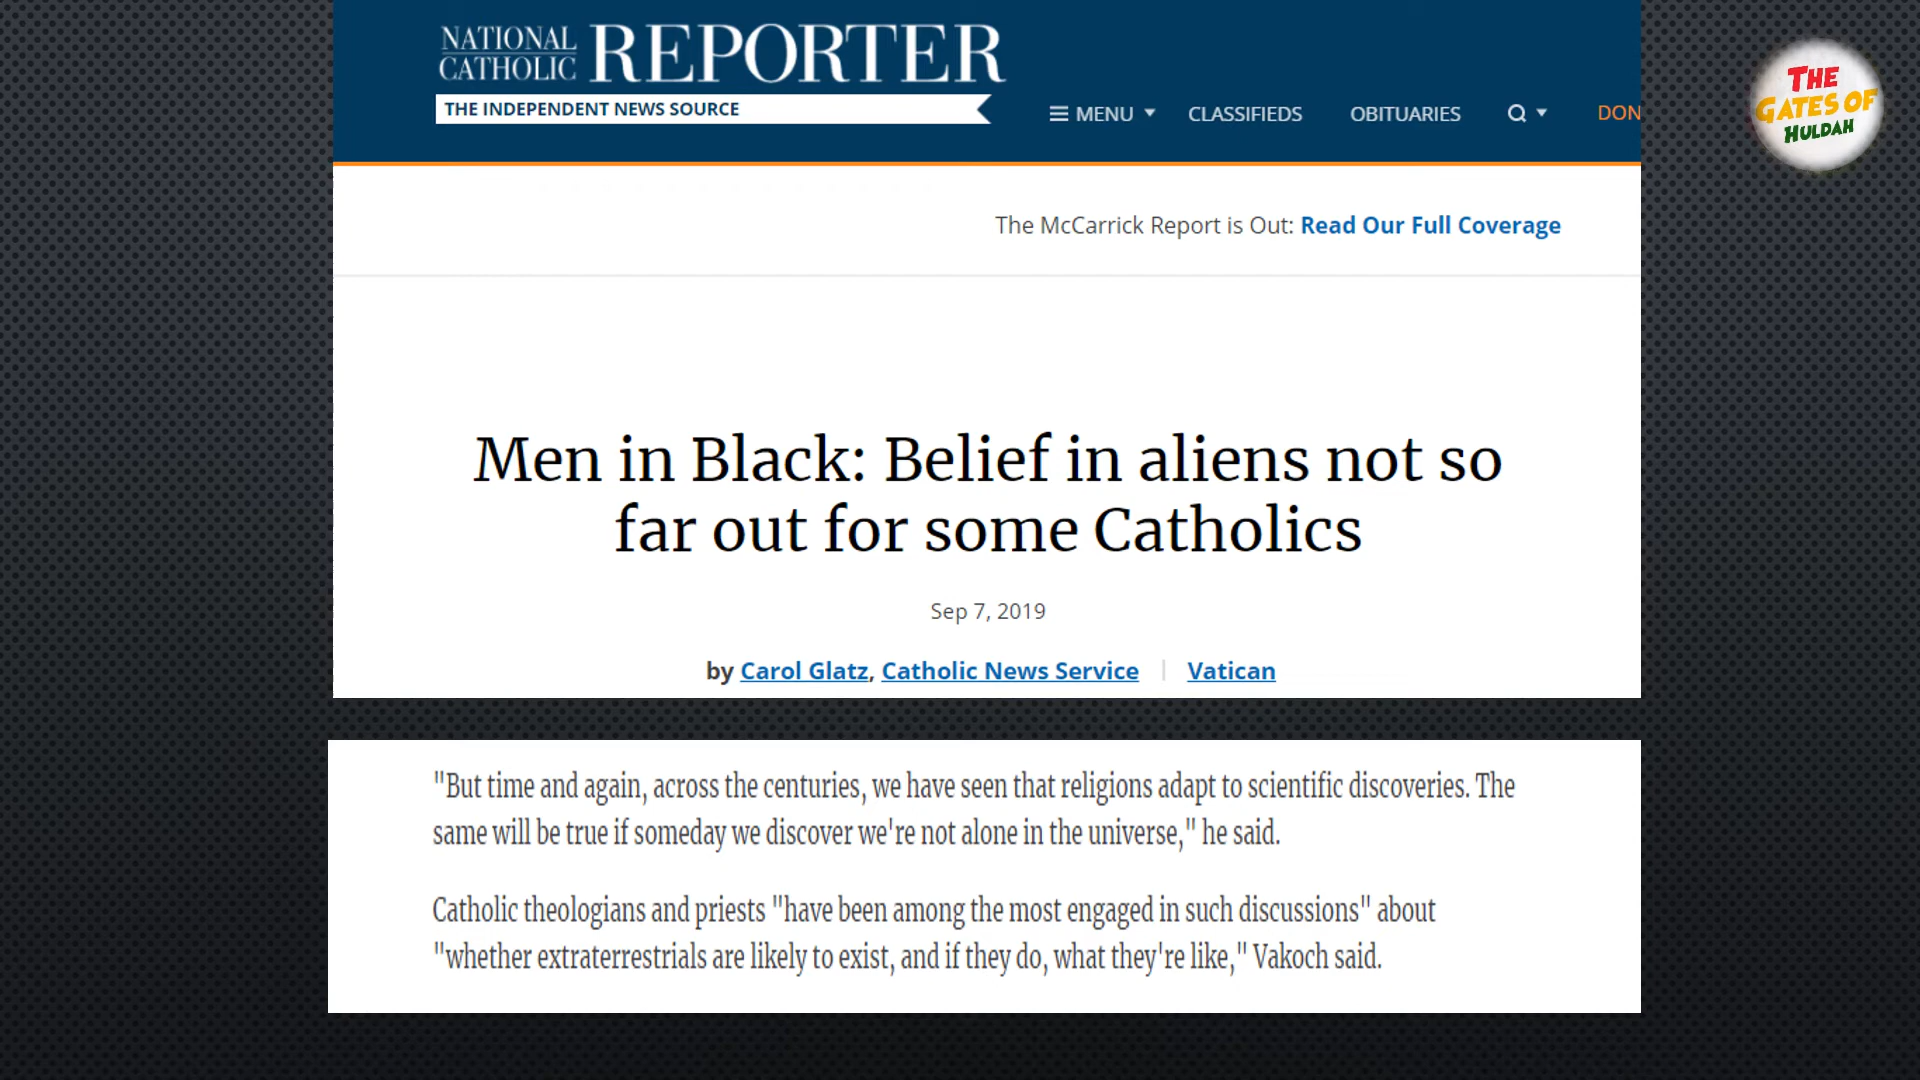 NATIONAL CATHOLIC REPORTER
THE INDEPENDENT NEWS SOURCE
MENU CLASSIFIEDS OBITUARIES DON
THE GATES OF HULDAH
The McCarrick Report is Out: Read Our Full Coverage
Men in Black: Belief in aliens not so
far out for some Catholics
Sep 7, 2019
by Carol Glatz, Catholic News Service | Vatican
"But time and again, across the centuries, we have seen that religions adapt to scientific discoveries. The
same will be true if someday we discover we're not alone in the universe," he said.
Catholic theologians and priests "have been among the most engaged in such discussions" about
"whether extraterrestrials are likely to exist, and if they do, what they're like," Vakoch said.